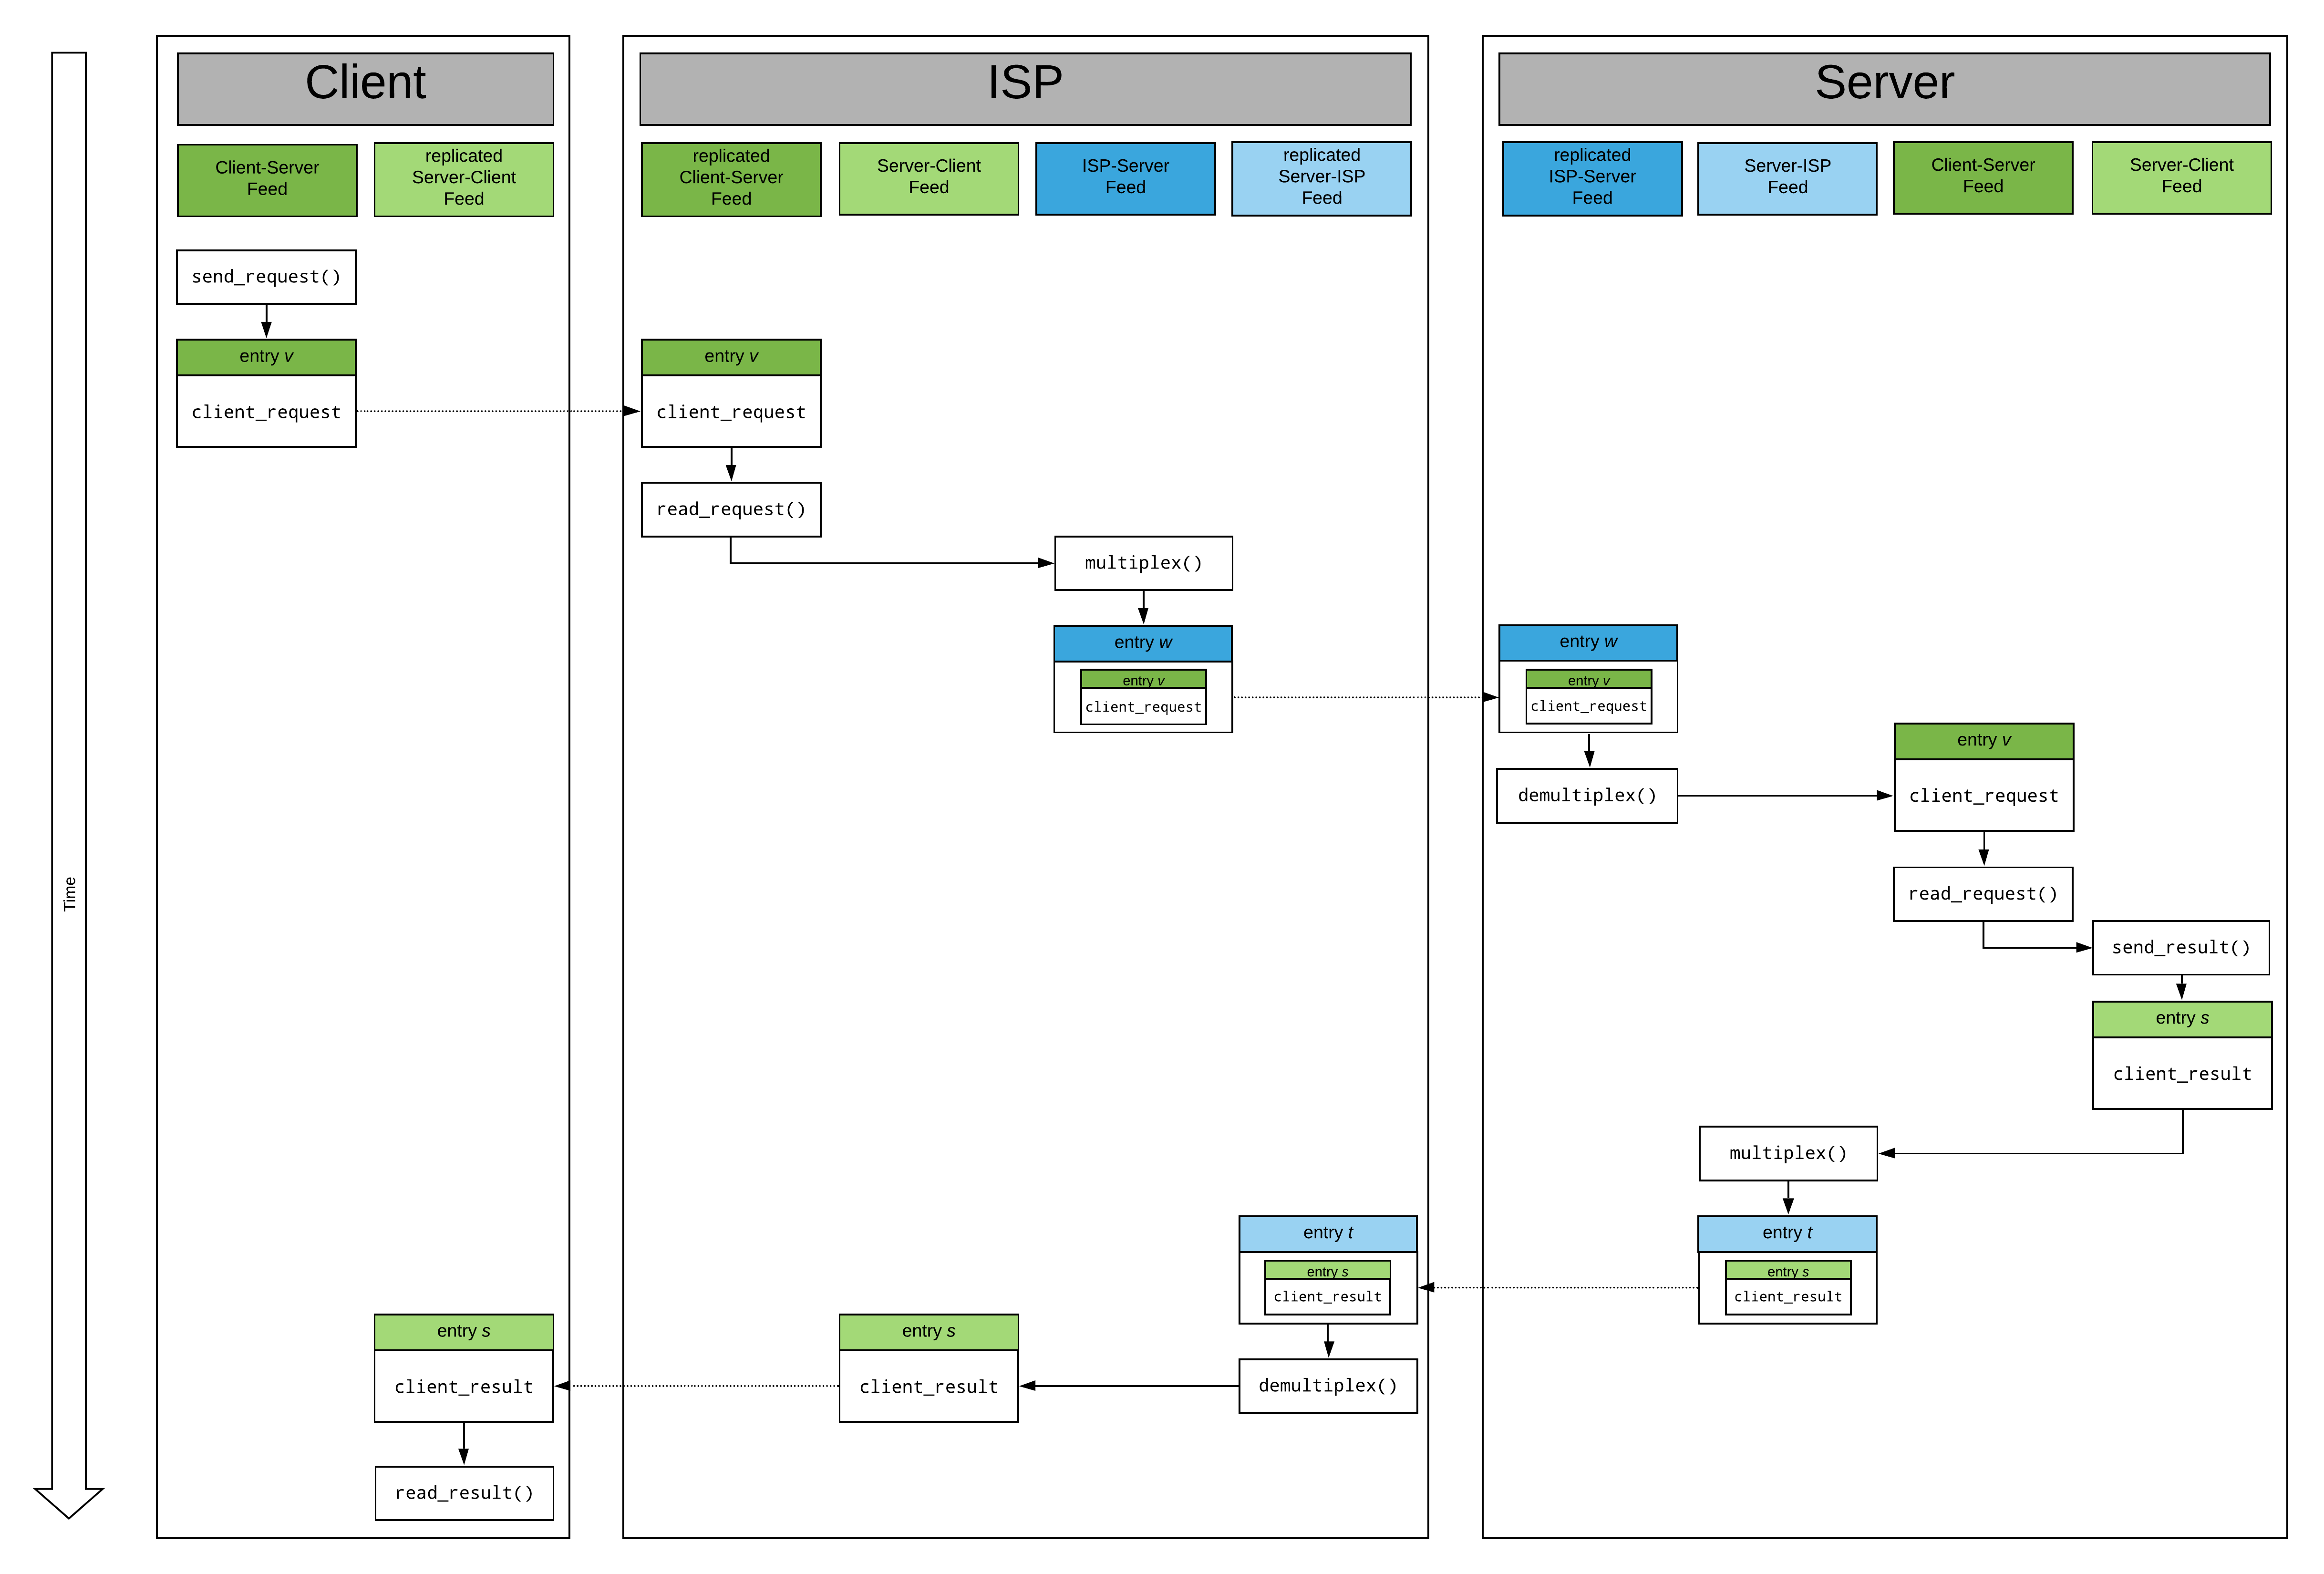 Client
ISP
Server
Client-Server
Feed
replicated
Server-Client
Feed
replicated
Client-Server
Feed
Server-Client
Feed
ISP-Server
Feed
replicated
Server-ISP
Feed
replicated
ISP-Server
Feed
Server-ISP
Feed
Client-Server
Feed
Server-Client
Feed
send_request()
entry v
client_request
entry v
client_request
read_request()
multiplex()
entry w
entry v
client_request
entry w
entry v
client_request
demultiplex()
entry v
client_request
read_request()
send_result()
entry s
client_result
multiplex()
entry t
entry s
client_result
entry t
entry s
client_result
demultiplex()
entry s
client_result
entry s
client_result
read_result()
Time